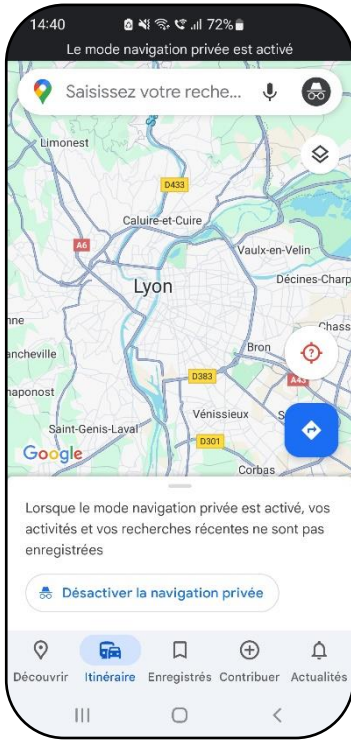 14:40
72%
Le mode navigation privée est activé
Saisissez votre reche...
Limonest
D433
Caluire-et-Cuire
A6
Vaulx-en-Velin
Lyon
Décines-Charp
nne
Chass
Bron
ancheville
D383
A43
haponost
Vénissieux
S
Saint-Genis-Laval
D301
Google
Corbas
Lorsque le mode navigation privée est activé, vos
activités et vos recherches récentes ne sont pas
enregistrées
Désactiver la navigation privée
Découvrir Itinéraire Enregistrés Contribuer Actualités